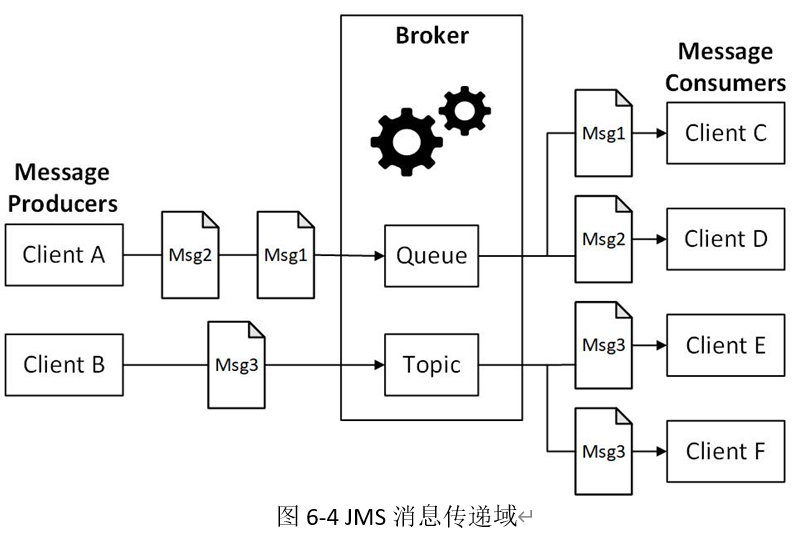 Broker
Message
Consumers
Msg1
Client C
Message
Producers
Client A
Msg2
Msg1
Queue
Msg2
Client D
Client B
Msg3
Topic
Msg3
Client E
Msg3
Client F
图 6-4 JMS 消息传递域↵